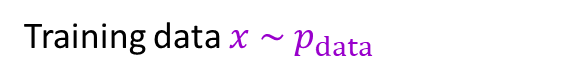 Training data x ~ p_data